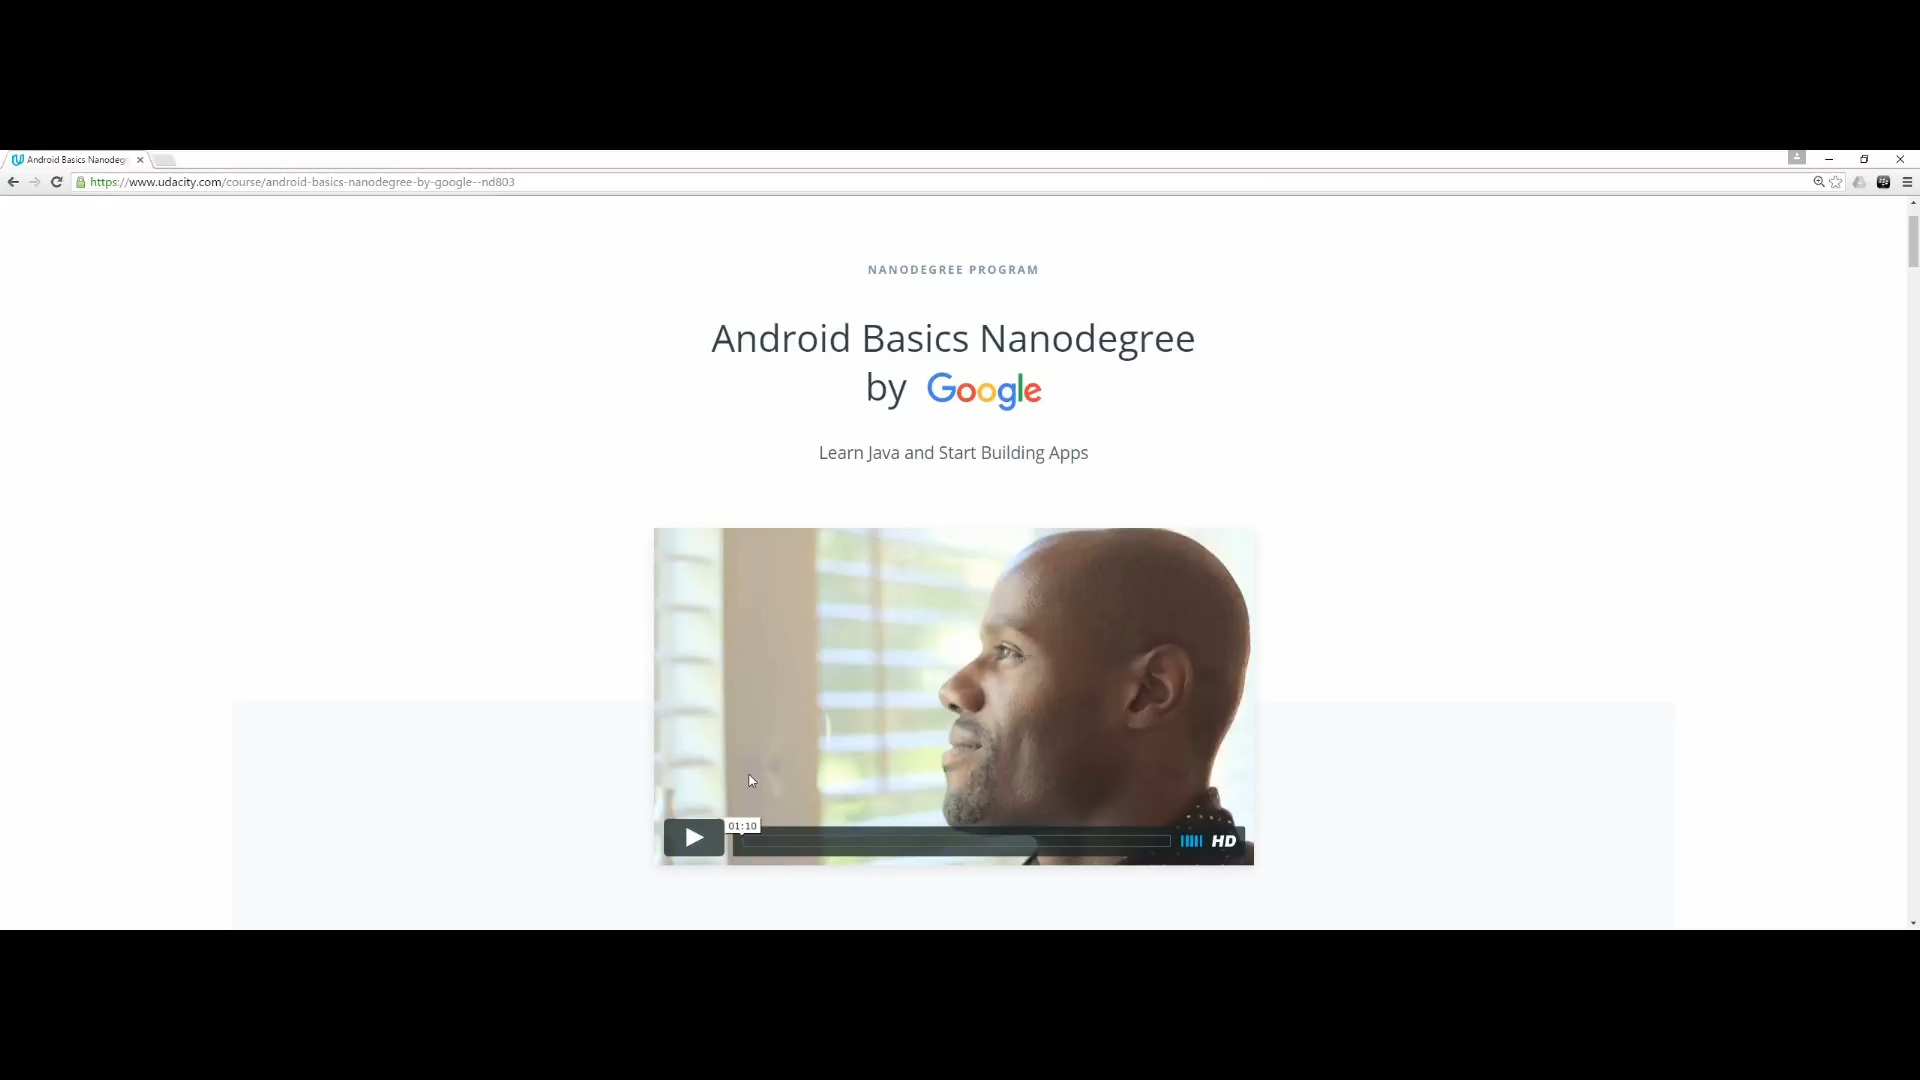 Android Basics Nanodeg
https://www.udacity.com/course/android-basics-nanodegree-by-google--nd803
NANODEGREE PROGRAM
Android Basics Nanodegree
by Google
Learn Java and Start Building Apps
01:10
HD